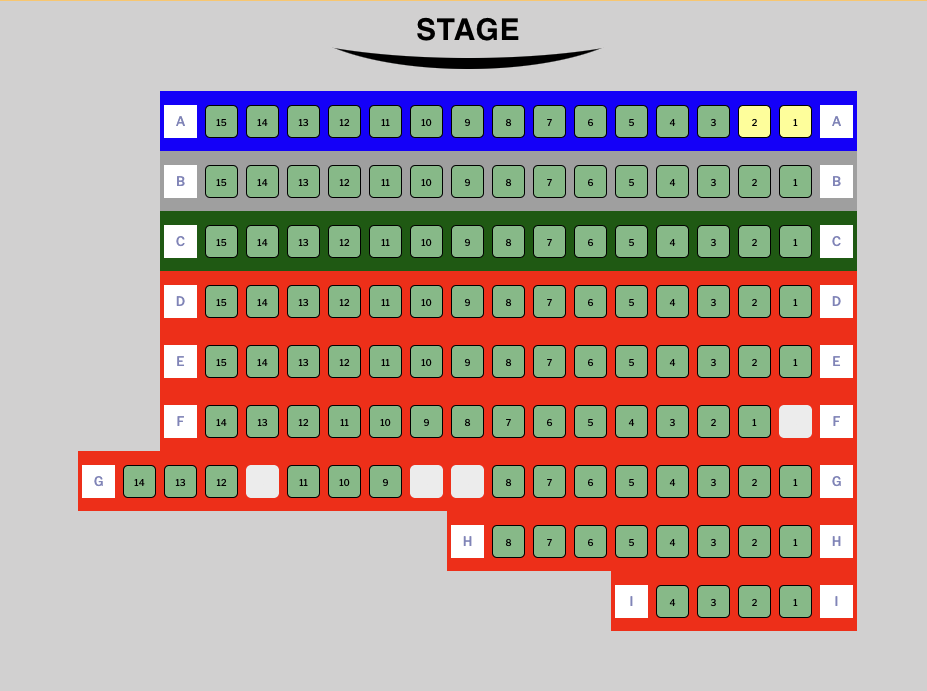 STAGE
A 15 14 13 12 11 10 9 8 7 6 5 4 3 2 1 A
B 15 14 13 12 11 10 9 8 7 6 5 4 3 2 1 B
C 15 14 13 12 11 10 9 8 7 6 5 4 3 2 1 C
D 15 14 13 12 11 10 9 8 7 6 5 4 3 2 1 D
E 15 14 13 12 11 10 9 8 7 6 5 4 3 2 1 E
F 14 13 12 11 10 9 8 7 6 5 4 3 2 1 F
G 14 13 12 11 10 9 8 7 6 5 4 3 2 1 G
H 8 7 6 5 4 3 2 1 H
I 4 3 2 1 I